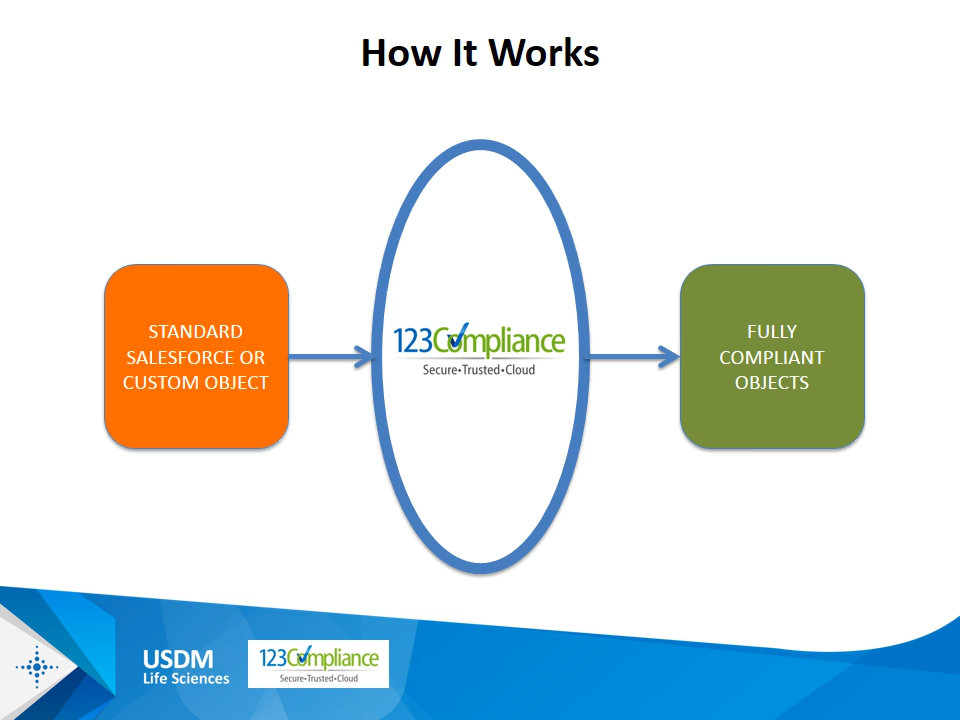 How It Works
STANDARD
SALESFORCE OR
CUSTOM OBJECT
123Compliance
Secure•Trusted•Cloud
FULLY
COMPLIANT
OBJECTS
USDM
Life Sciences
123Compliance
Secure•Trusted•Cloud